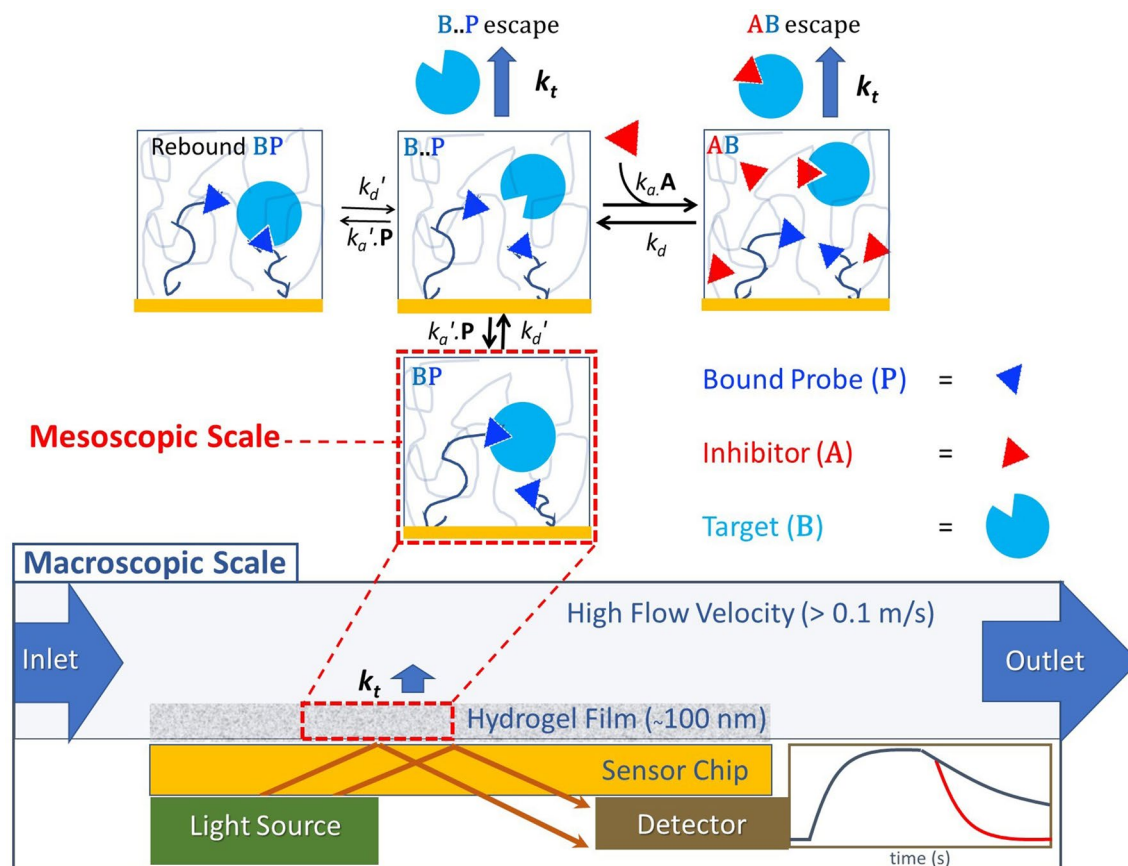 B..P escape
AB escape
k_t
k_t
Rebound BP
B..P
AB
k_d'
k_a'.P
k_a.A
k_d
k_a'.P
k_d'
BP
Mesoscopic Scale
Bound Probe (P) =
Inhibitor (A) =
Target (B) =
Macroscopic Scale
High Flow Velocity (> 0.1 m/s)
Inlet
Outlet
k_t
Hydrogel Film (~100 nm)
Sensor Chip
Light Source
Detector
time (s)